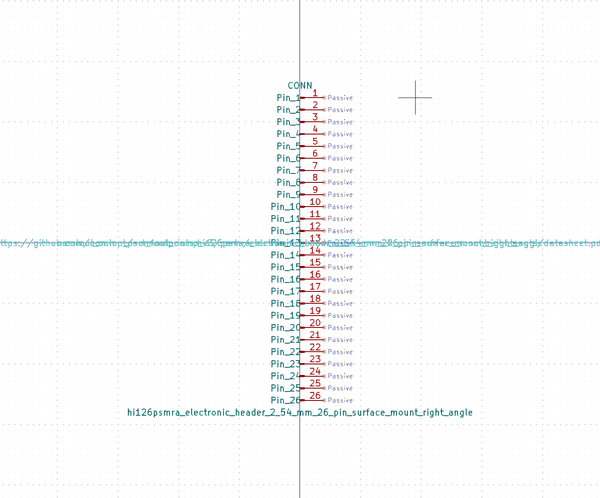 CONN
Pin_1 1 Passive
Pin_2 2 Passive
Pin_3 3 Passive
Pin_4 4 Passive
Pin_5 5 Passive
Pin_6 6 Passive
Pin_7 7 Passive
Pin_8 8 Passive
Pin_9 9 Passive
Pin_10 10 Passive
Pin_11 11 Passive
Pin_12 12 Passive
Pin_13 13
Pin_14 14 Passive
Pin_15 15 Passive
Pin_16 16 Passive
Pin_17 17 Passive
Pin_18 18 Passive
Pin_19 19 Passive
Pin_20 20 Passive
Pin_21 21 Passive
Pin_22 22 Passive
Pin_23 23 Passive
Pin_24 24 Passive
Pin_25 25 Passive
Pin_26 26 Passive
hi126psmra_electronic_header_2_54_mm_26_pin_surface_mount_right_angle